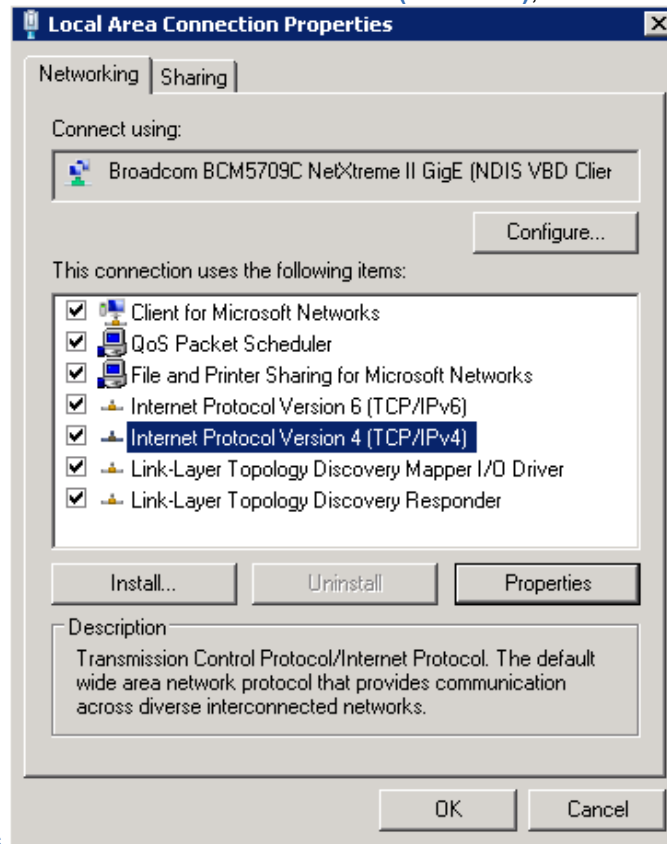 Local Area Connection Properties
Networking
Sharing
Connect using:
Broadcom BCM5709C NetXtreme II GigE (NDIS VBD Clier
Configure...
This connection uses the following items:
Client for Microsoft Networks
QoS Packet Scheduler
File and Printer Sharing for Microsoft Networks
Internet Protocol Version 6 (TCP/IPv6)
Internet Protocol Version 4 (TCP/IPv4)
Link-Layer Topology Discovery Mapper I/O Driver
Link-Layer Topology Discovery Responder
Install...
Uninstall
Properties
Description
Transmission Control Protocol/Internet Protocol. The default
wide area network protocol that provides communication
across diverse interconnected networks.
OK
Cancel